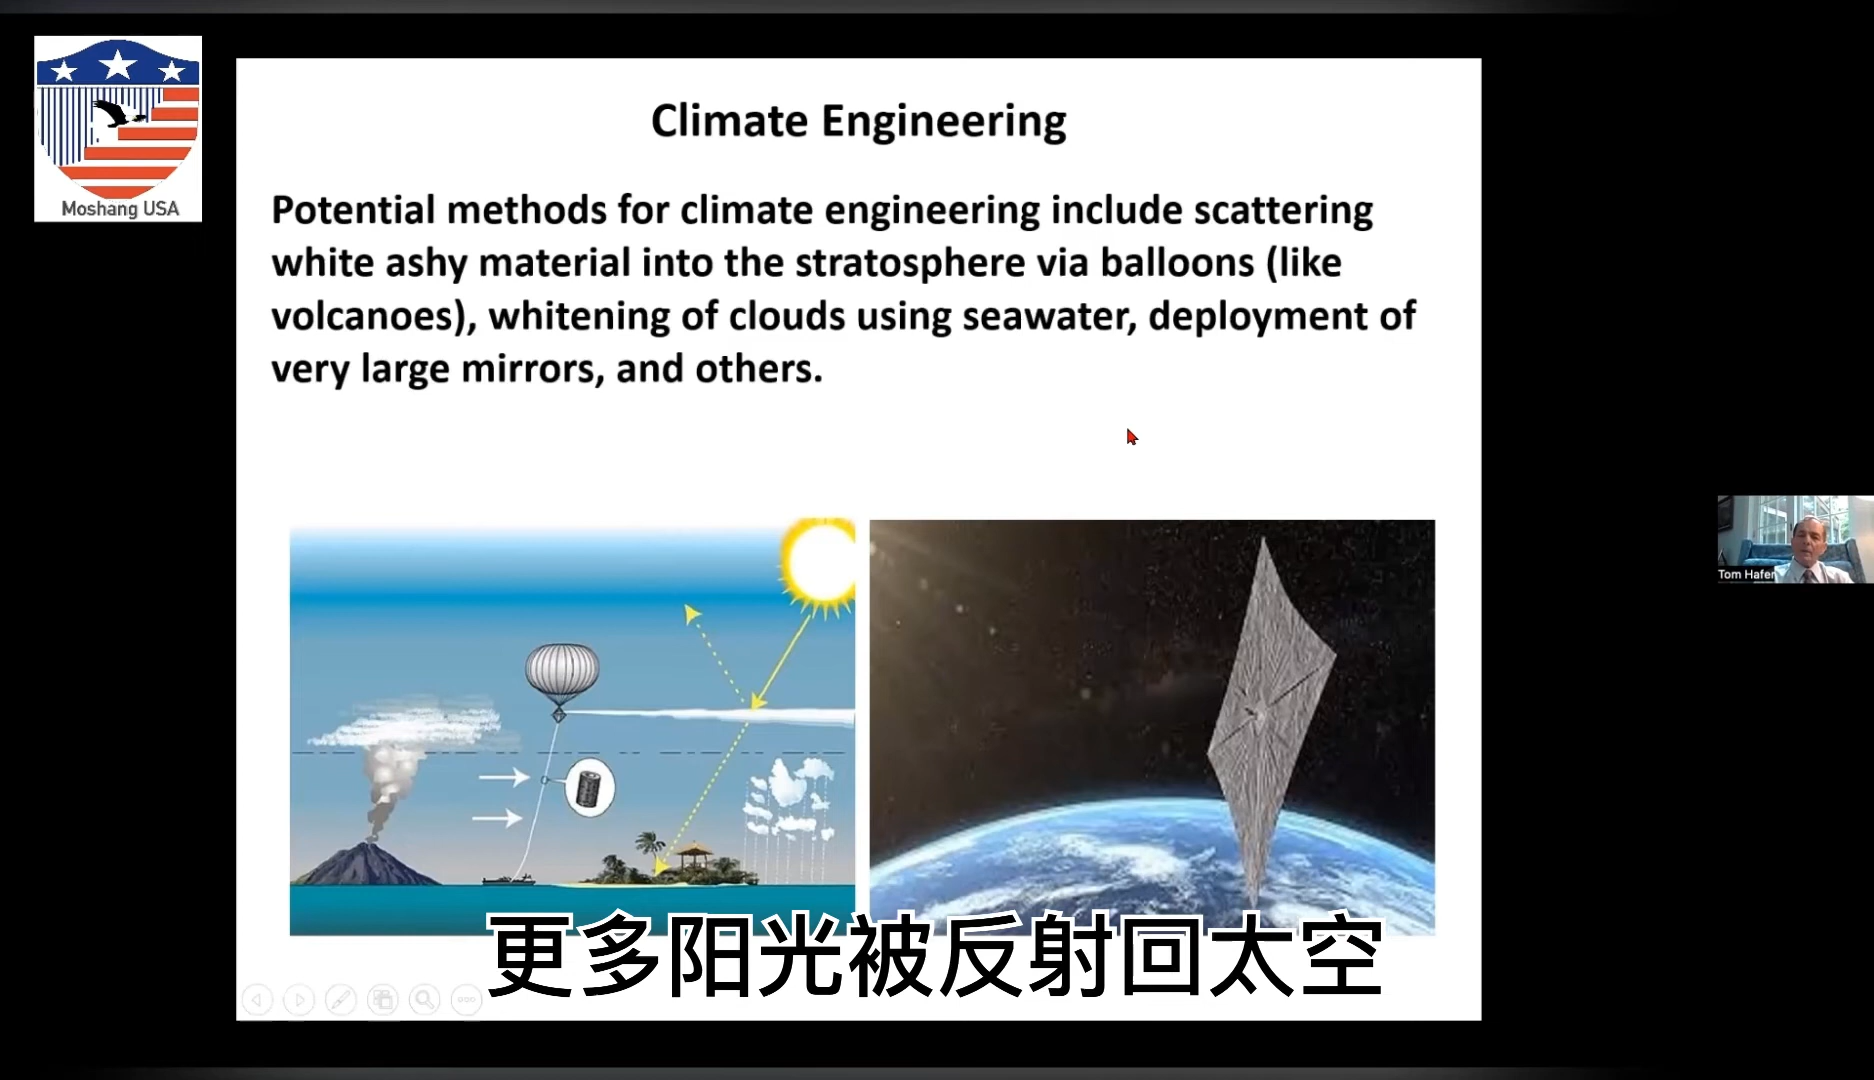 Moshang USA
Climate Engineering
Potential methods for climate engineering include scattering
white ashy material into the stratosphere via balloons (like
volcanoes), whitening of clouds using seawater, deployment of
very large mirrors, and others.
Tom Hafer
更多阳光被反射回太空